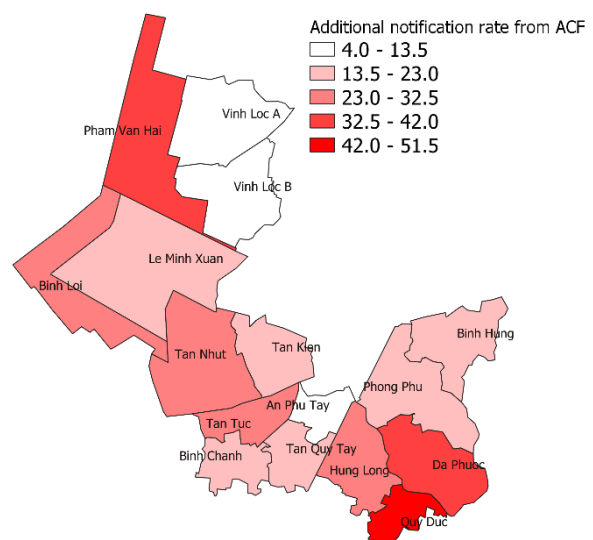 Additional notification rate from ACF
4.0 - 13.5
13.5 - 23.0
23.0 - 32.5
32.5 - 42.0
42.0 - 51.5
Vinh Loc A
Pham Van Hai
Vinh Loc B
Le Minh Xuan
Binh Loi
Binh Hung
Tan Kien
Tan Nhut
Phong Phu
An Phu Tay
Tan Tuc
Tan Quy Tay
Binh Chanh
Da Phuoc
Hung Long
Quy Duc